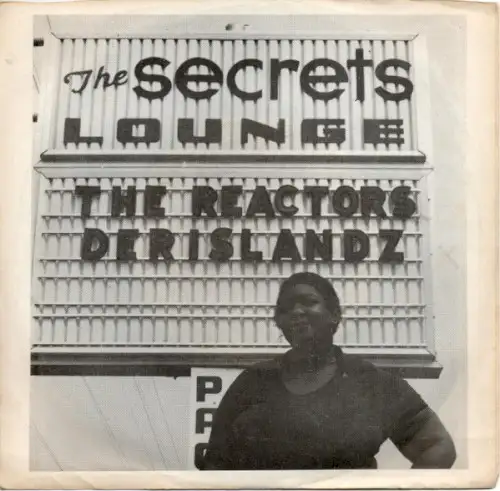 The secrets
LOUNGE
THE REACTORS
DERISLANDZ
P
A